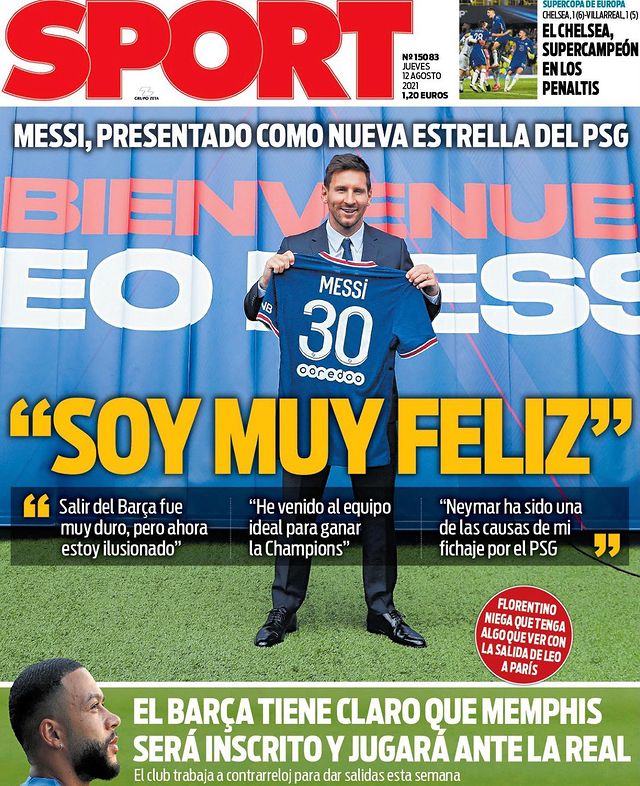 SPORT
GRUPO ZETA
Nº 15083
JUEVES
12 AGOSTO
2021
1,20 EUROS
SUPERCOPA DE EUROPA
CHELSEA, 1 (6)-VILLARREAL, 1 (5)
EL CHELSEA,
SUPERCAMPEÓN
EN LOS
PENALTIS
MESSI, PRESENTADO COMO NUEVA ESTRELLA DEL PSG
BIENVENUE
EO MESS
MESSI
30
ooredoo
“SOY MUY FELIZ”
“Salir del Barça fue
muy duro, pero ahora
estoy ilusionado”
“He venido al equipo
ideal para ganar
la Champions”
“Neymar ha sido una
de las causas de mi
fichaje por el PSG”
FLORENTINO
NIEGA QUE TENGA
ALGO QUE VER CON
LA SALIDA DE LEO
A PARÍS
EL BARÇA TIENE CLARO QUE MEMPHIS
SERÁ INSCRITO Y JUGARÁ ANTE LA REAL
El club trabaja a contrarreloj para dar salidas esta semana